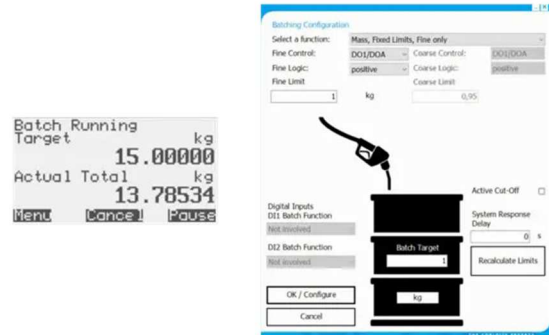 Batch Running
Target kg
15.00000
Actual Total kg
13.78534
Menu Cancel Pause
Batching Configuration
Select a function: Mass, Fixed Limits, Fine only
Fine Control: DO1/DOA Coarse Control: DO1/DOA
Fine Logic: positive Coarse Logic: positive
Fine Limit Coarse Limit
1 kg 0,95
Active Cut-Off
Digital Inputs
DI1 Batch Function
Not involved
System Response
Delay
0 s
DI2 Batch Function
Not involved
Batch Target
1
Recalculate Limits
OK / Configure
kg
Cancel